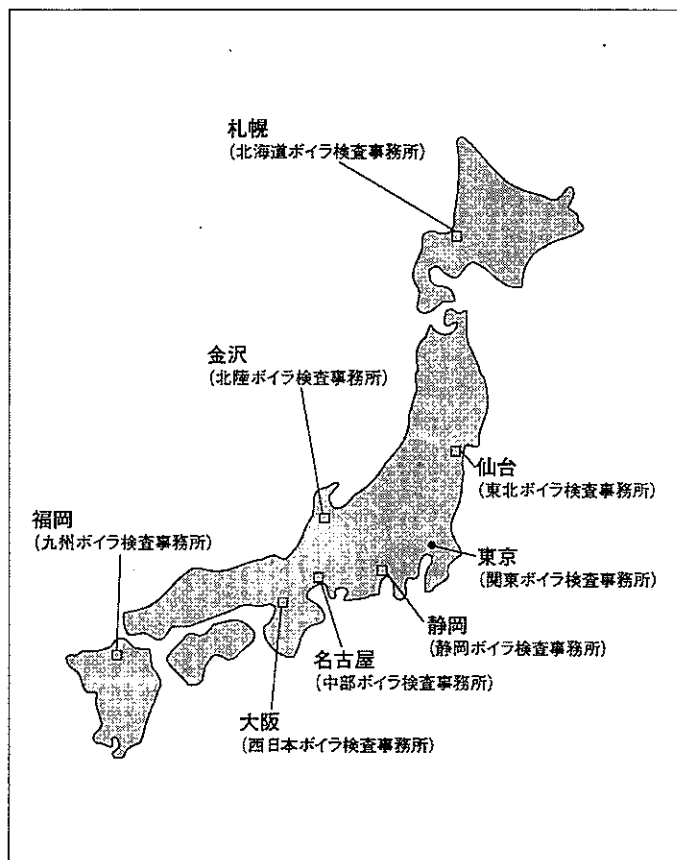 札幌
(北海道ボイラ検査事務所)
金沢
(北陸ボイラ検査事務所)
仙台
(東北ボイラ検査事務所)
福岡
(九州ボイラ検査事務所)
東京
(関東ボイラ検査事務所)
静岡
(静岡ボイラ検査事務所)
名古屋
(中部ボイラ検査事務所)
大阪
(西日本ボイラ検査事務所)